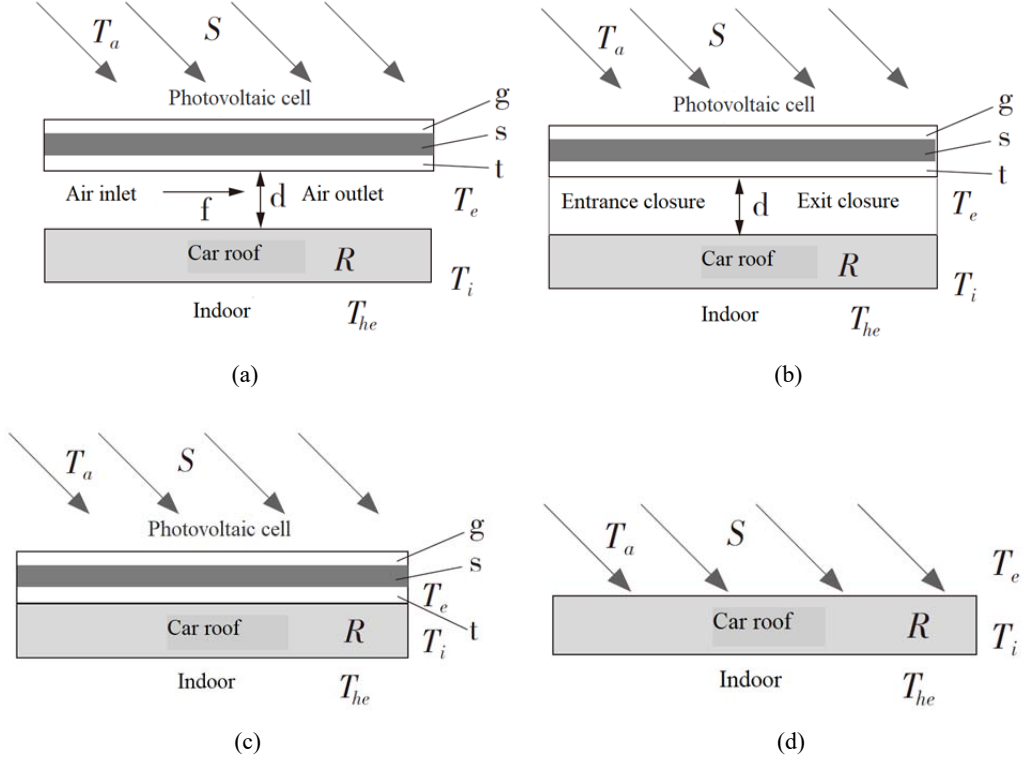 T_a S
Photovoltaic cell
g
s
t
Air inlet f d Air outlet T_e
Car roof R
T_i
Indoor T_he
(a)
T_a S
Photovoltaic cell
g
s
t
Entrance closure d Exit closure T_e
Car roof R
T_i
Indoor T_he
(b)
T_a S
Photovoltaic cell
g
s
T_e
t
Car roof R T_i
Indoor T_he
(c)
T_a S
T_e
Car roof R T_i
Indoor T_he
(d)